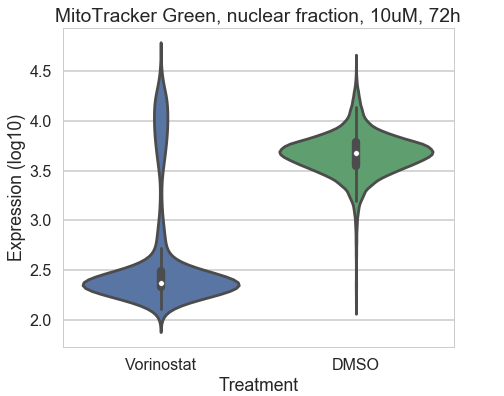 MitoTracker Green, nuclear fraction, 10uM, 72h
Expression (log10)
4.5
4.0
3.5
3.0
2.5
2.0
Vorinostat DMSO
Treatment